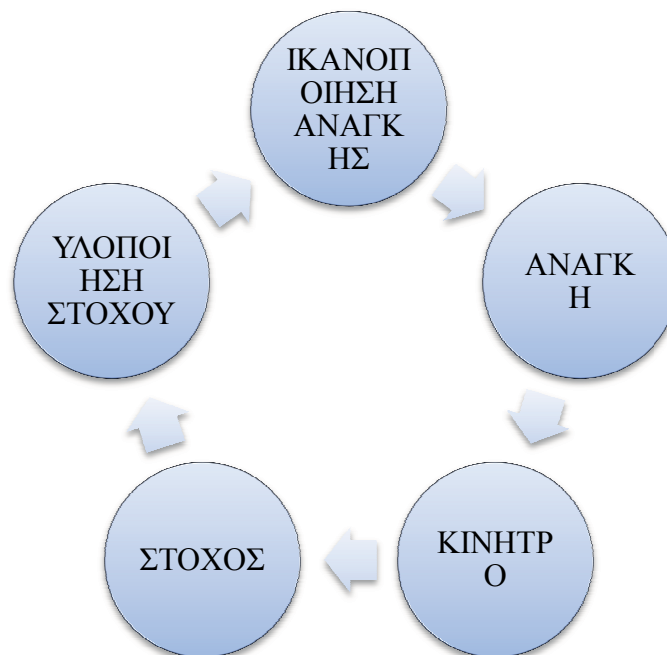 ΙΚΑΝΟΠ
ΟΙΗΣΗ
ΑΝΑΓΚ
ΗΣ
ΑΝΑΓΚ
Η
ΚΙΝΗΤΡ
Ο
ΣΤΟΧΟΣ
ΥΛΟΠΟΙ
ΗΣΗ
ΣΤΟΧΟΥ